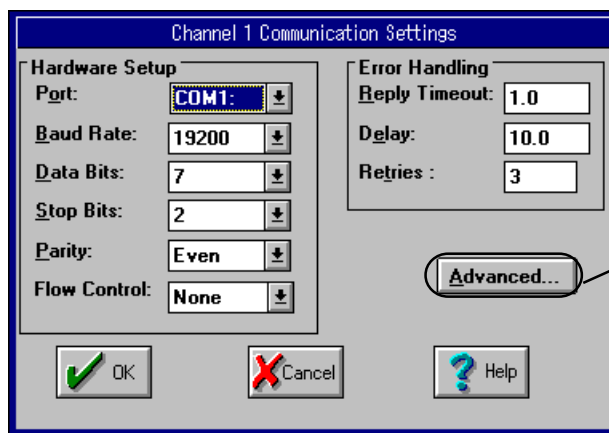 Channel 1 Communication Settings
Hardware Setup
Port: COM1:
Baud Rate: 19200
Data Bits: 7
Stop Bits: 2
Parity: Even
Flow Control: None
Error Handling
Reply Timeout: 1.0
Delay: 10.0
Retries : 3
Advanced...
OK
Cancel
Help